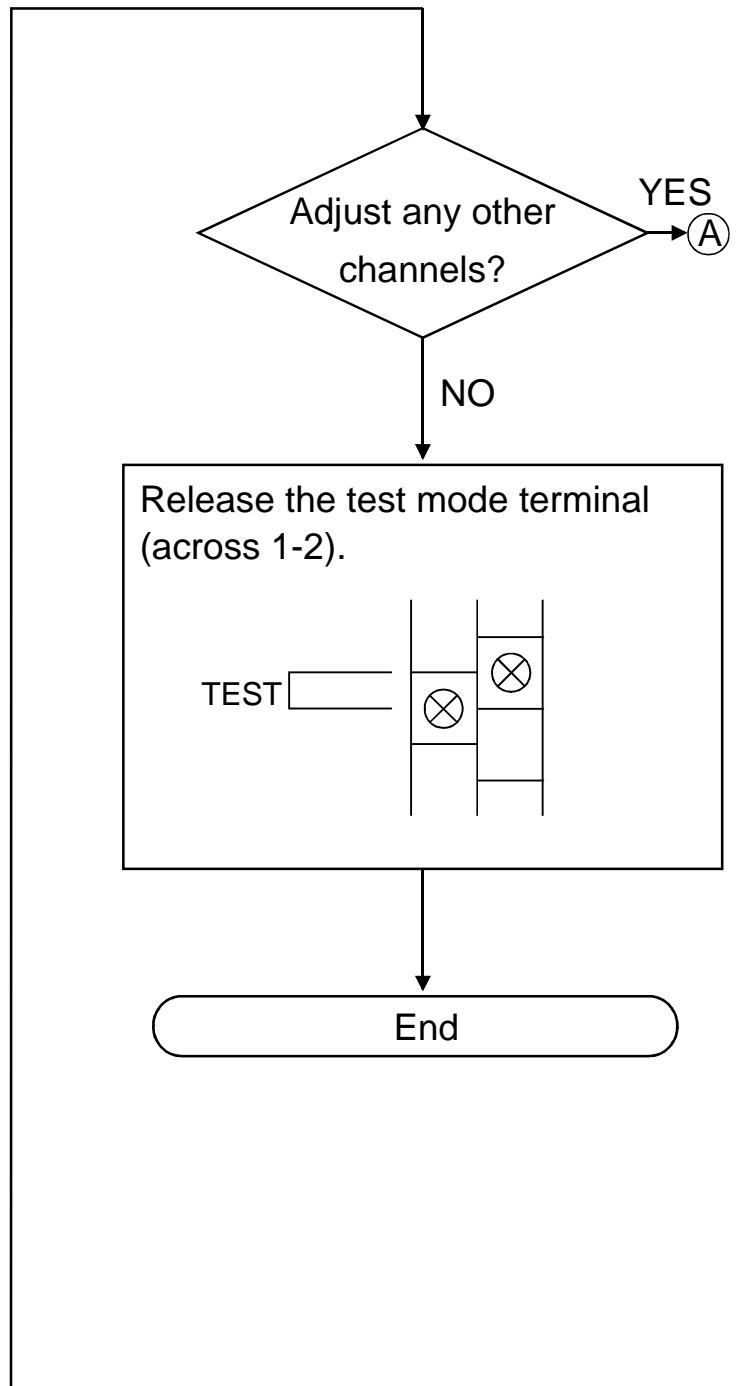 Adjust any other
channels?
YES
A
NO
Release the test mode terminal
(across 1-2).
TEST
End